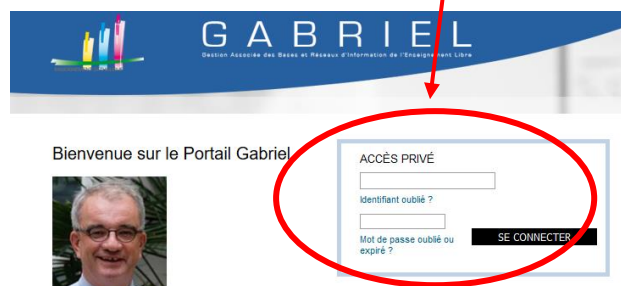 GABRIEL
Gestion Associée des Bases et Réseaux d'Information de l'Enseignement Libre
Bienvenue sur le Portail Gabriel
ACCÈS PRIVÉ
Identifiant oublié ?
Mot de passe oublié ou
expiré ?
SE CONNECTER